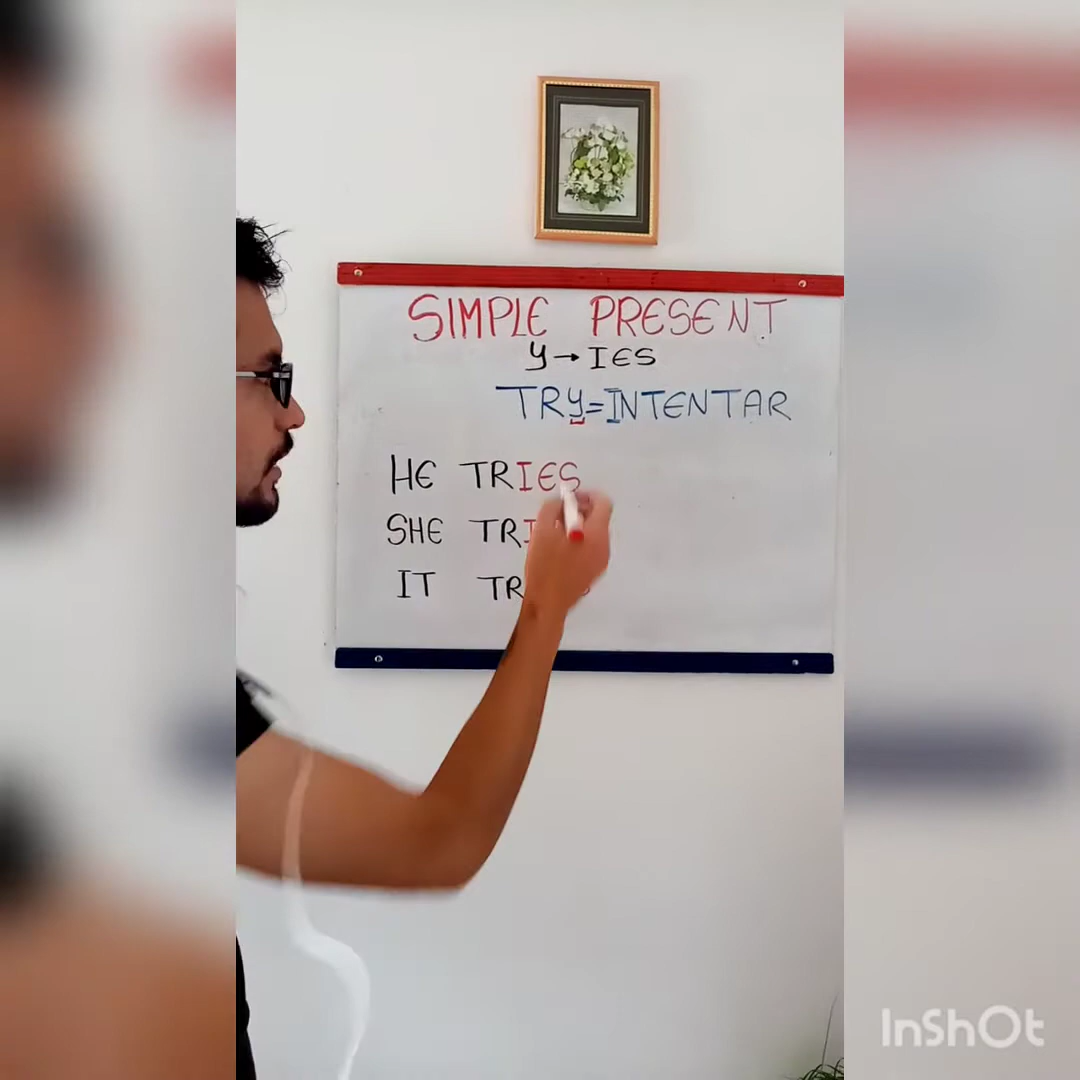 SIMPLE PRESENT
y → IES
TRy = INTENTAR
HE TRIES
SHE
IT
InShOt